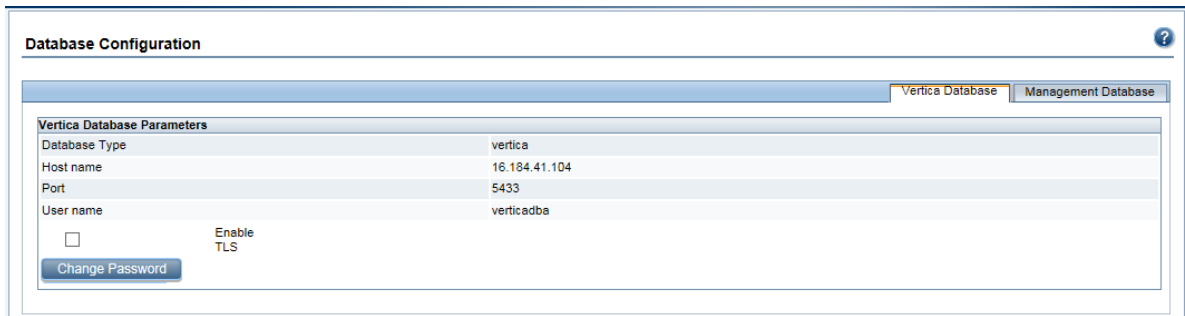 Database Configuration
?
Vertica Database Management Database
Vertica Database Parameters
Database Type vertica
Host name 16.184.41.104
Port 5433
User name verticadba
Enable
TLS
Change Password